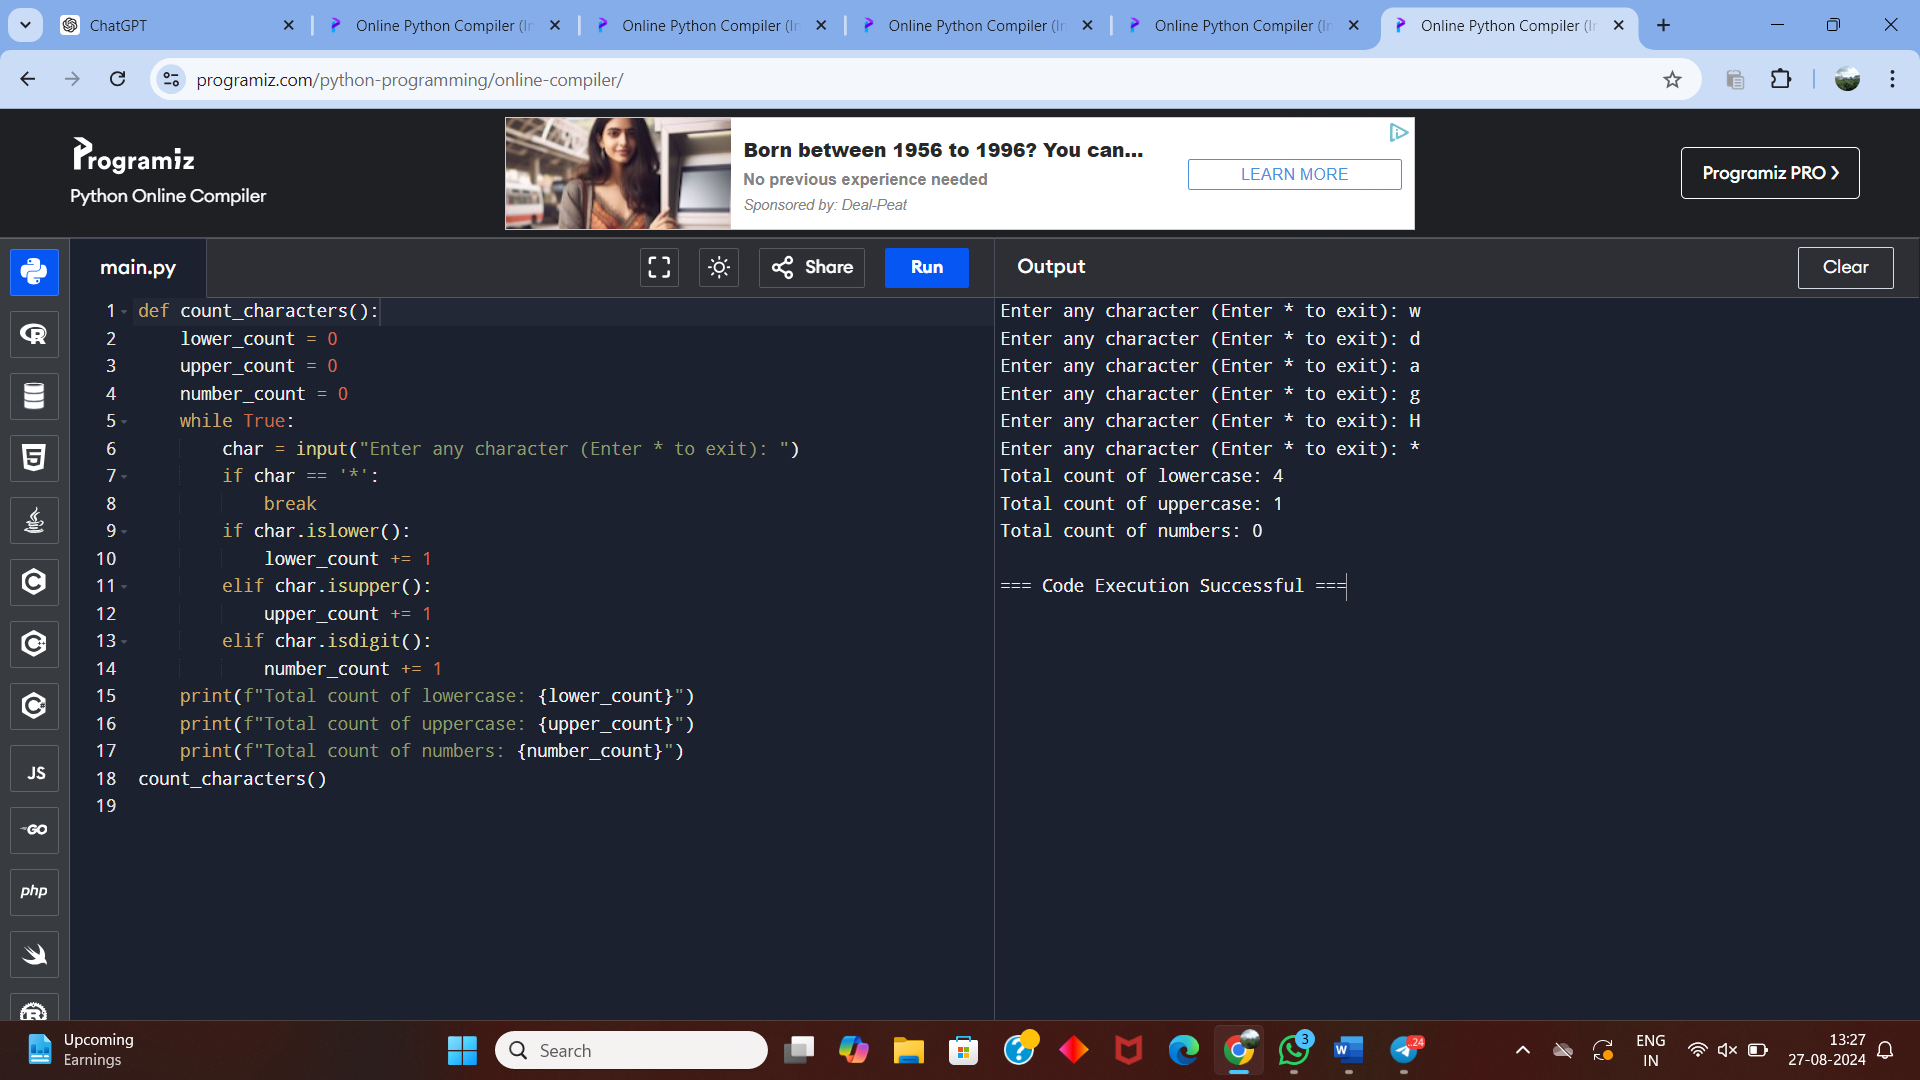 ChatGPT
Online Python Compiler (In
Online Python Compiler (In
Online Python Compiler (In
Online Python Compiler (In
Online Python Compiler (In
programiz.com/python-programming/online-compiler/
Programiz
Python Online Compiler
Born between 1956 to 1996? You can...
No previous experience needed
Sponsored by: Deal-Peat
LEARN MORE
Programiz PRO
main.py
Share
Run
Output
Clear
1 def count_characters():
2 lower_count = 0
3 upper_count = 0
4 number_count = 0
5 while True:
6 char = input("Enter any character (Enter * to exit): ")
7 if char == '*':
8 break
9 if char.islower():
10 lower_count += 1
11 elif char.isupper():
12 upper_count += 1
13 elif char.isdigit():
14 number_count += 1
15 print(f"Total count of lowercase: {lower_count}")
16 print(f"Total count of uppercase: {upper_count}")
17 print(f"Total count of numbers: {number_count}")
18 count_characters()
19
Enter any character (Enter * to exit): w
Enter any character (Enter * to exit): d
Enter any character (Enter * to exit): a
Enter any character (Enter * to exit): g
Enter any character (Enter * to exit): H
Enter any character (Enter * to exit): *
Total count of lowercase: 4
Total count of uppercase: 1
Total count of numbers: 0
=== Code Execution Successful ===
R
5
C
C
C
JS
GO
php
R
Upcoming
Earnings
Search
3
W
24
ENG
IN
13:27
27-08-2024